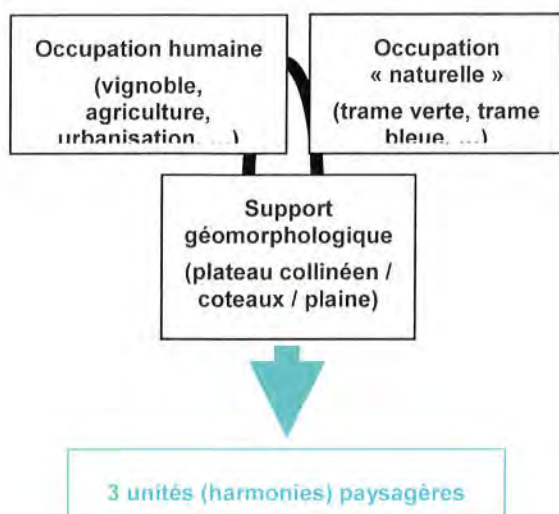 Occupation humaine
(vignoble,
agriculture,
urbanisation, ...)
Occupation
« naturelle »
(trame verte, trame
bleue, ...)
Support
géomorphologique
(plateau collinéen /
coteaux / plaine)
3 unités (harmonies) paysagères